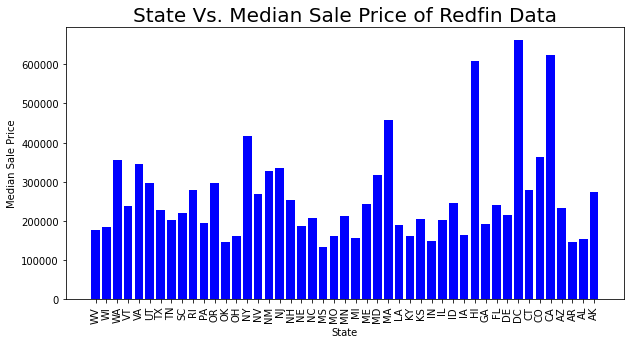 State Vs. Median Sale Price of Redfin Data
Median Sale Price
600000
500000
400000
300000
200000
100000
0
WV WI WA VT VA UT TX TN SC RI PA OR OK OH NY NV NM NJ NH NE NC MS MO MN MI ME MD MA LA KY KS IN IL ID IA HI GA FL DE DC CT CO CA AZ AR AL AK
State